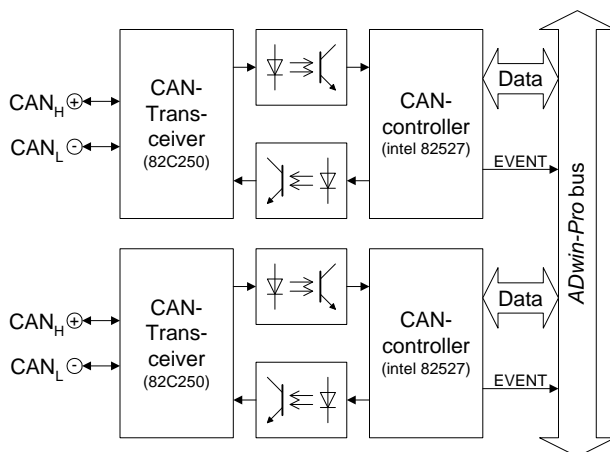 CAN-
Trans-
ceiver
(82C250)
CAN-
controller
(intel 82527)
CANH +
CANL -
Data
EVENT
CAN-
Trans-
ceiver
(82C250)
CAN-
controller
(intel 82527)
CANH +
CANL -
Data
EVENT
ADwin-Pro bus